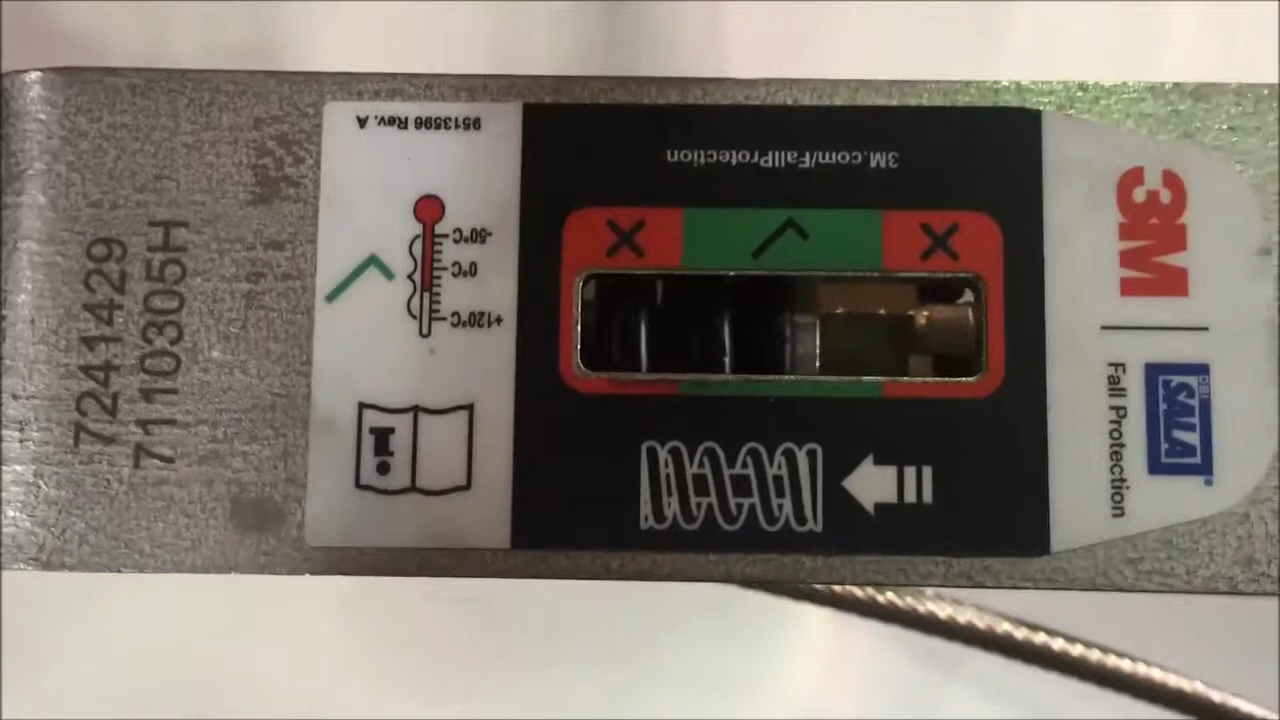 7241429
7110305H
9513596 Rev. A
-50°C
0°C
+120°C
i
3M.com/FallProtection
3M
Fall Protection
DBI
SALA